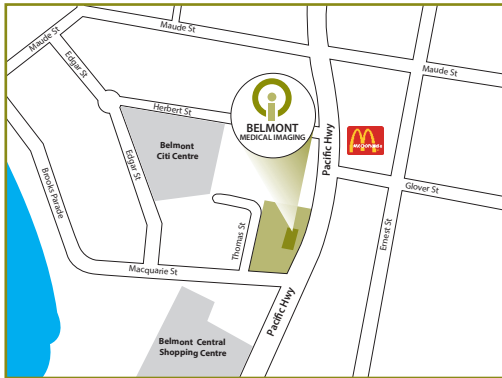 Maude St
Maude St
Maude St
Edgar St
Herbert St
BELMONT
MEDICAL IMAGING
Pacific Hwy
McDonald's
Belmont
Citi Centre
Edgar St
Brooks Parade
Glover St
Ernest St
Thomas St
Macquarie St
Pacific Hwy
Belmont Central
Shopping Centre